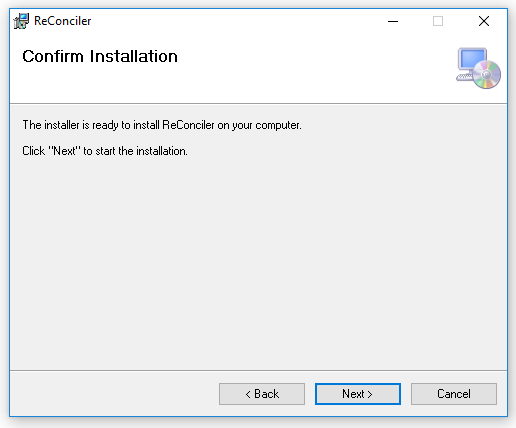 ReConciler
Confirm Installation
The installer is ready to install ReConciler on your computer.
Click "Next" to start the installation.
< Back
Next >
Cancel